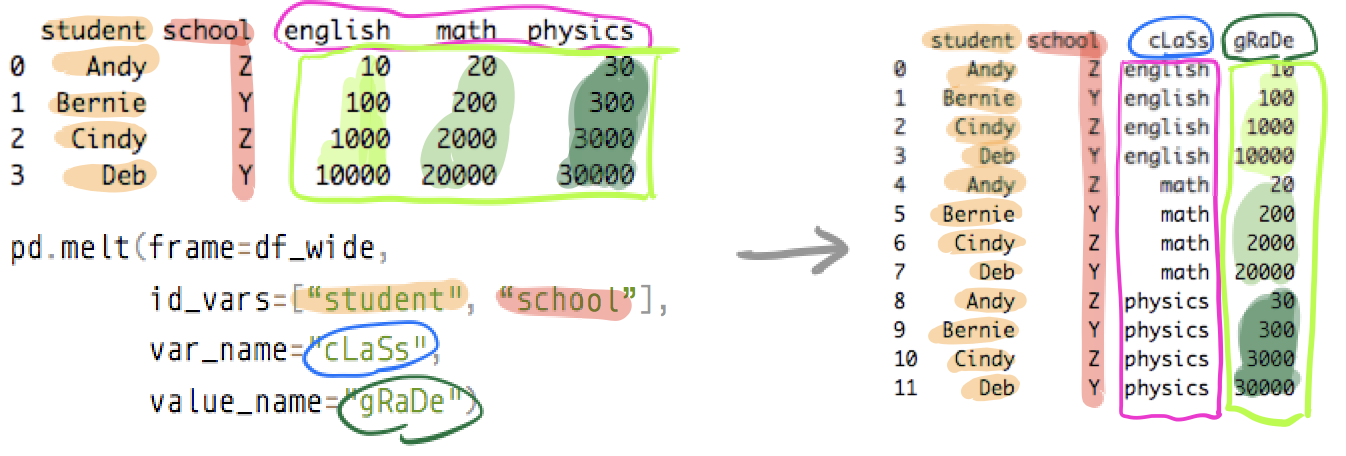 student school english math physics
0 Andy Z 10 20 30
1 Bernie Y 100 200 300
2 Cindy Z 1000 2000 3000
3 Deb Y 10000 20000 30000
pd.melt(frame=df_wide,
id_vars=[“student", “school”],
var_name="cLaSs",
value_name="gRaDe")
student school cLaSs gRaDe
0 Andy Z english 10
1 Bernie Y english 100
2 Cindy Z english 1000
3 Deb Y english 10000
4 Andy Z math 20
5 Bernie Y math 200
6 Cindy Z math 2000
7 Deb Y math 20000
8 Andy Z physics 30
9 Bernie Y physics 300
10 Cindy Z physics 3000
11 Deb Y physics 30000